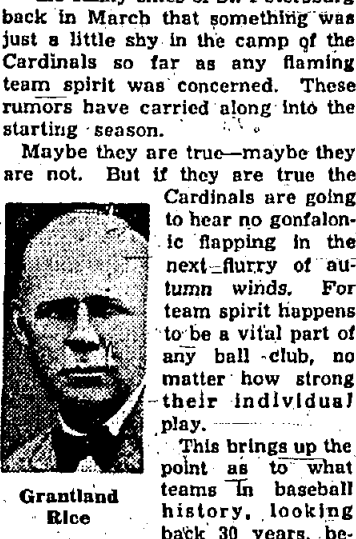 back in March that something was
just a little shy in the camp of the
Cardinals so far as any flaming
team spirit was concerned. These
rumors have carried along into the
starting season.
Maybe they are true—maybe they
are not. But if they are true the
Cardinals are going
to hear no gonfalon-
ic flapping in the
next flurry of au-
tumn winds. For
team spirit happens
to be a vital part of
any ball club, no
matter how strong
their individual
play.
This brings up the
point as to what
teams in baseball
history, looking
back 30 years, be-
Grantland
Rice